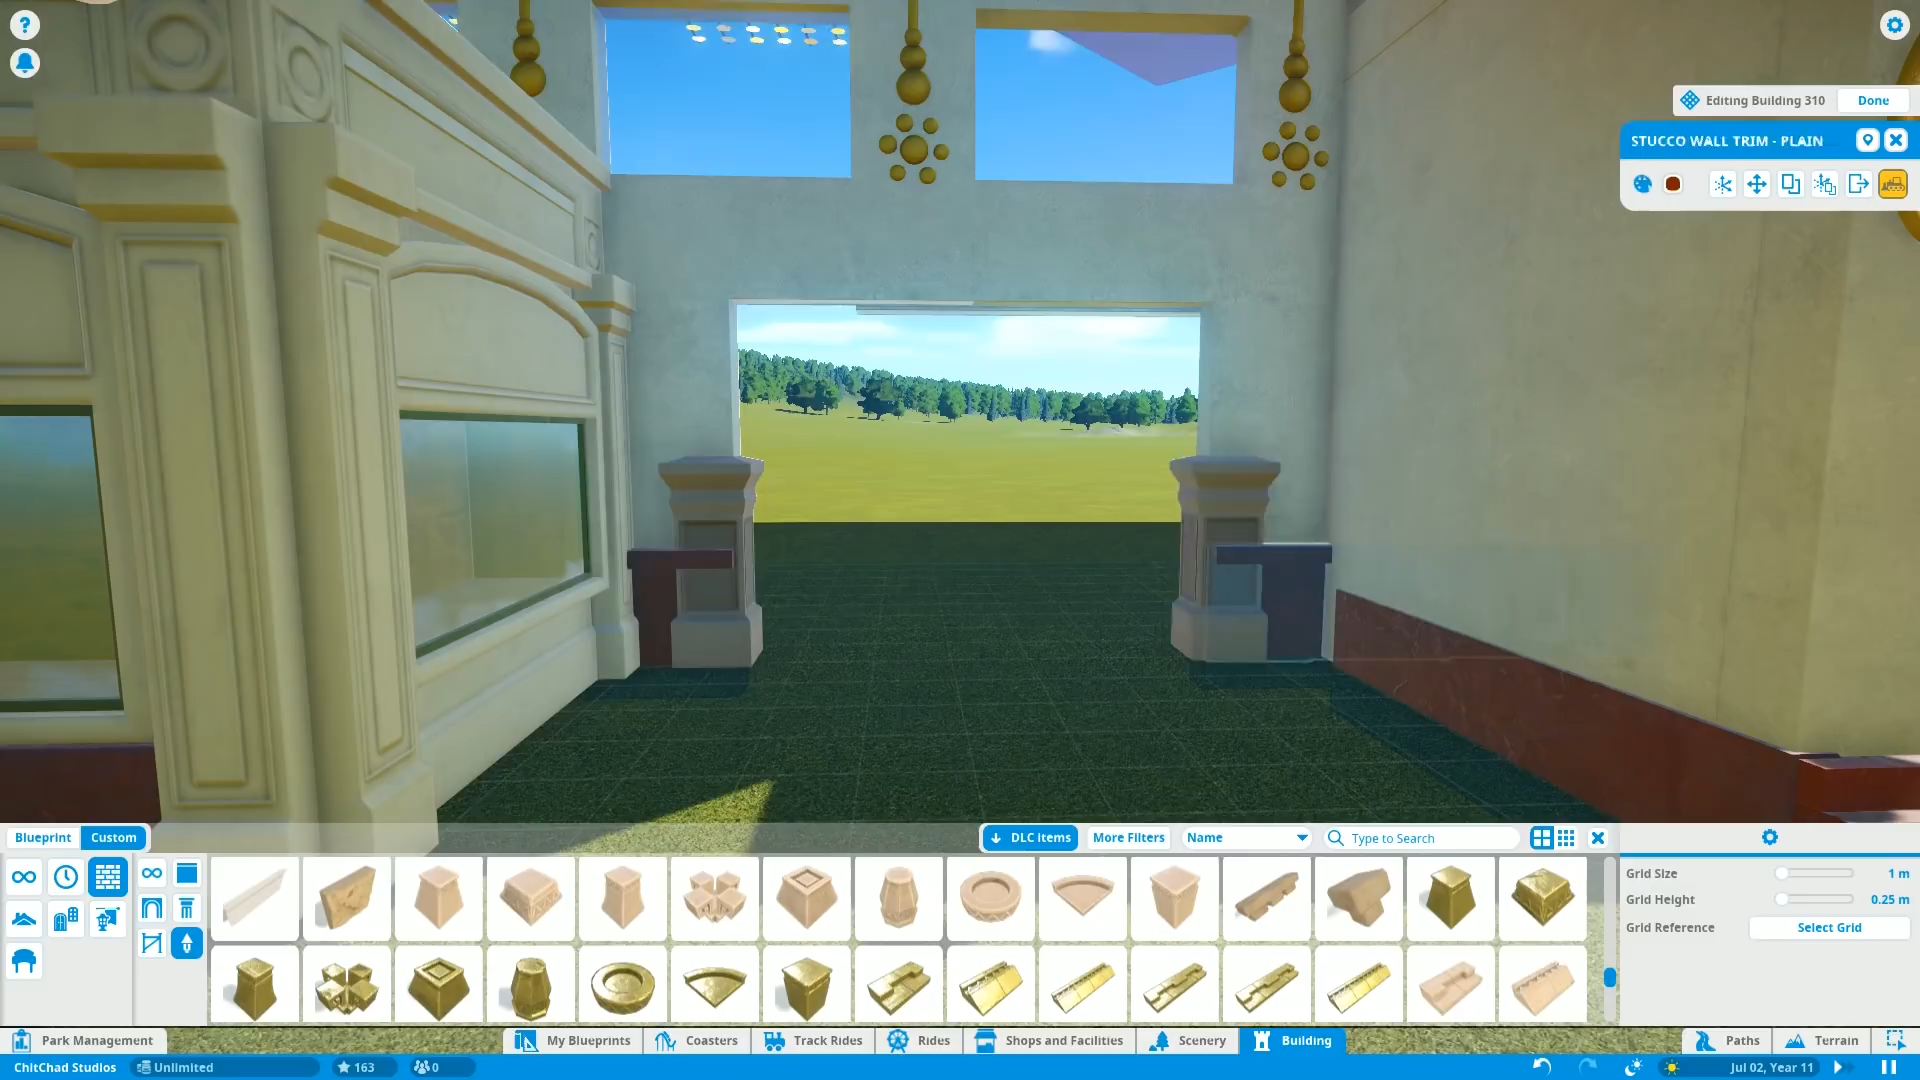 ?
Editing Building 310 Done
STUCCO WALL TRIM - PLAIN
Blueprint Custom
DLC items More Filters Name Type to Search
Grid Size 1 m
Grid Height 0.25 m
Grid Reference Select Grid
Park Management My Blueprints Coasters Track Rides Rides Shops and Facilities Scenery Building Paths Terrain
ChitChad Studios Unlimited 163 0 Jul 02, Year 11